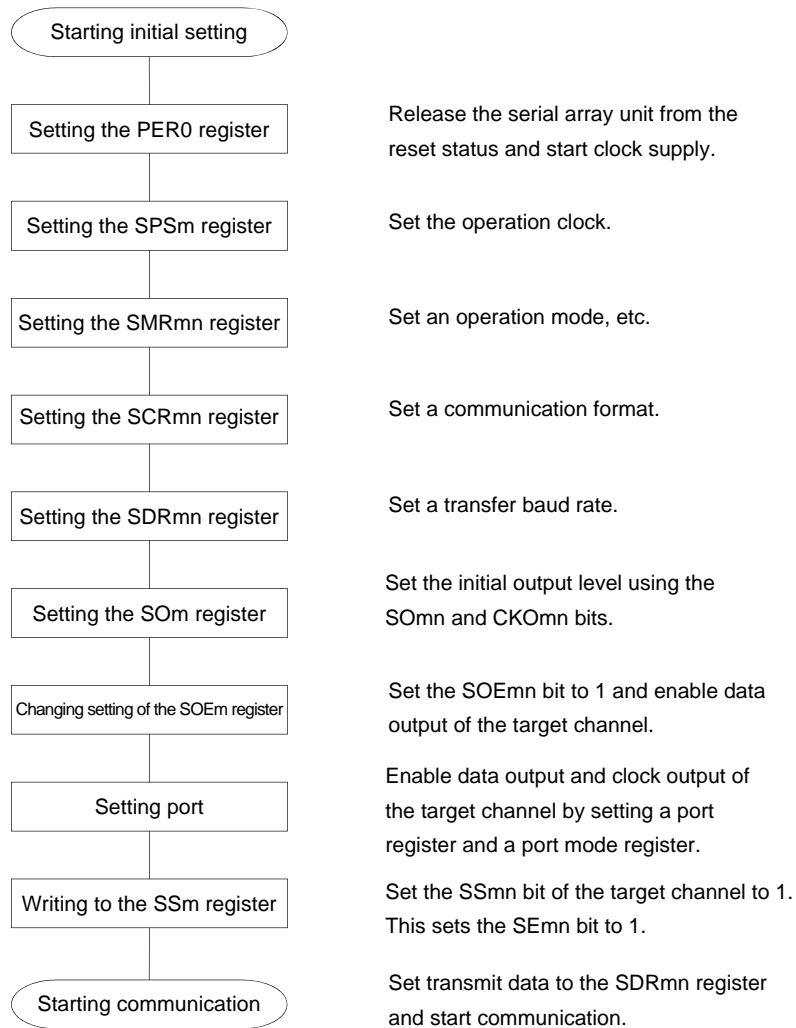 Starting initial setting
Setting the PER0 register
Release the serial array unit from the
reset status and start clock supply.
Setting the SPSm register
Set the operation clock.
Setting the SMRmn register
Set an operation mode, etc.
Setting the SCRmn register
Set a communication format.
Setting the SDRmn register
Set a transfer baud rate.
Setting the SOm register
Set the initial output level using the
SOmn and CKOmn bits.
Changing setting of the SOEm register
Set the SOEmn bit to 1 and enable data
output of the target channel.
Setting port
Enable data output and clock output of
the target channel by setting a port
register and a port mode register.
Writing to the SSm register
Set the SSmn bit of the target channel to 1.
This sets the SEmn bit to 1.
Starting communication
Set transmit data to the SDRmn register
and start communication.